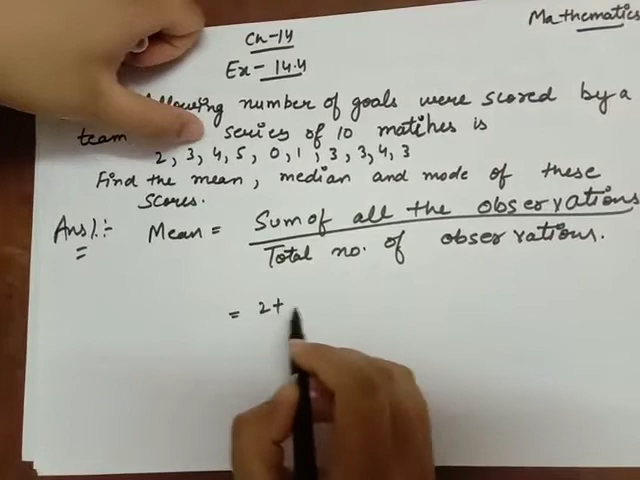 Mathematics
Ch-14
Ex-14.4
following number of goals were scored by a
team series of 10 matches is
2, 3, 4, 5, 0, 1, 3, 3, 4, 3
Find the mean, median and mode of these
scores.
Ans1:- Mean = Sum of all the observations
Total no. of observations.
= 2+